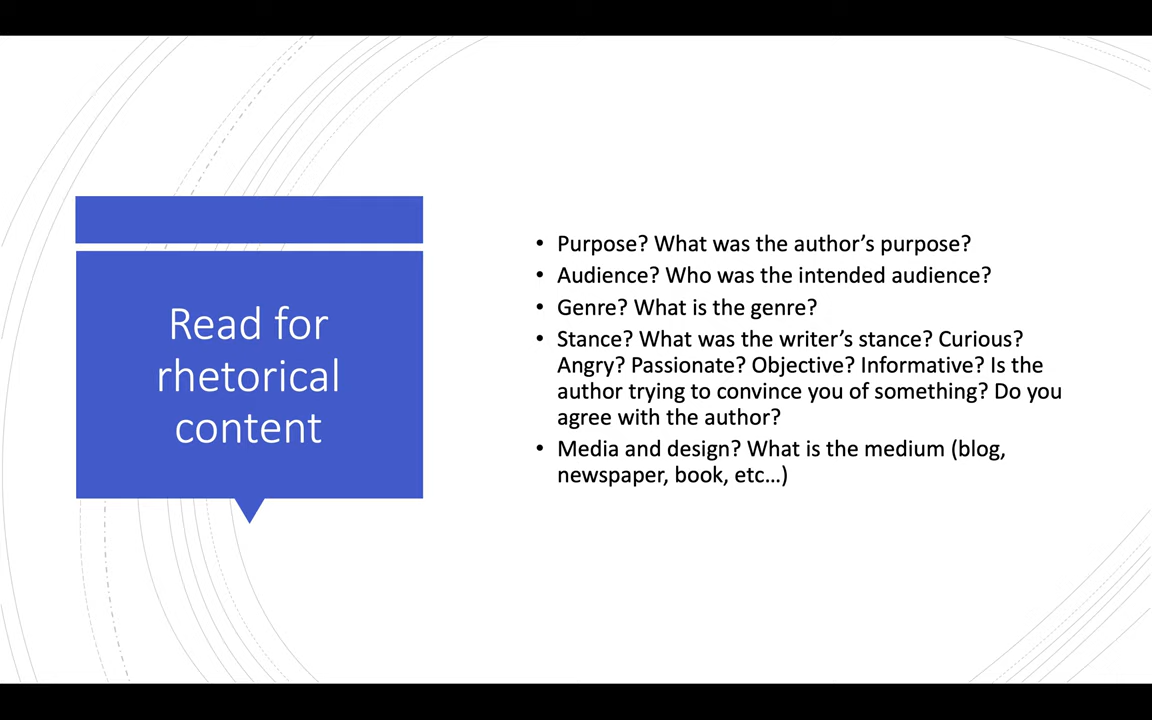 Read for
rhetorical
content
• Purpose? What was the author’s purpose?
• Audience? Who was the intended audience?
• Genre? What is the genre?
• Stance? What was the writer’s stance? Curious?
Angry? Passionate? Objective? Informative? Is the
author trying to convince you of something? Do you
agree with the author?
• Media and design? What is the medium (blog,
newspaper, book, etc…)